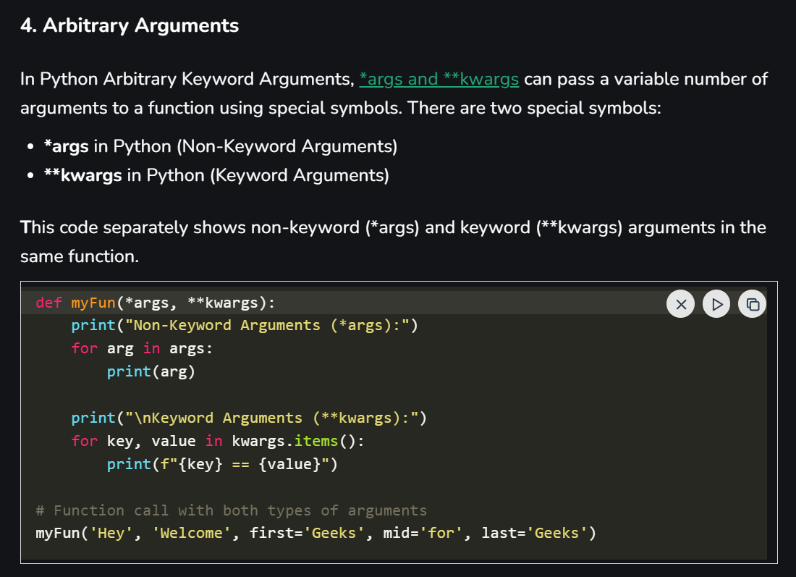 4. Arbitrary Arguments
In Python Arbitrary Keyword Arguments, *args and **kwargs can pass a variable number of
arguments to a function using special symbols. There are two special symbols:
• *args in Python (Non-Keyword Arguments)
• **kwargs in Python (Keyword Arguments)
This code separately shows non-keyword (*args) and keyword (**kwargs) arguments in the
same function.
def myFun(*args, **kwargs):
    print("Non-Keyword Arguments (*args):")
    for arg in args:
        print(arg)

    print("\nKeyword Arguments (**kwargs):")
    for key, value in kwargs.items():
        print(f"{key} == {value}")

# Function call with both types of arguments
myFun('Hey', 'Welcome', first='Geeks', mid='for', last='Geeks')